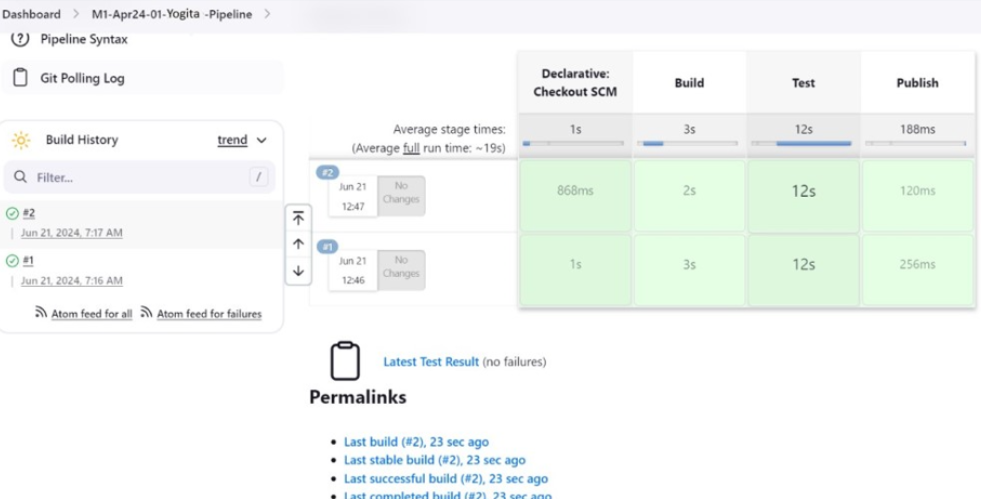 Dashboard > M1-Apr24-01-Yogita -Pipeline >
Pipeline Syntax
Git Polling Log
Build History trend
Filter... /
#2
Jun 21, 2024, 7:17 AM
#1
Jun 21, 2024, 7:16 AM
Atom feed for all Atom feed for failures
Declarative: Checkout SCM
Build
Test
Publish
Average stage times:
(Average full run time: ~19s)
1s 3s 12s 188ms
#2
Jun 21
12:47
No Changes
868ms 2s 12s 120ms
#1
Jun 21
12:46
No Changes
1s 3s 12s 256ms
Latest Test Result (no failures)
Permalinks
Last build (#2), 23 sec ago
Last stable build (#2), 23 sec ago
Last successful build (#2), 23 sec ago
Last completed build (#2), 23 sec ago